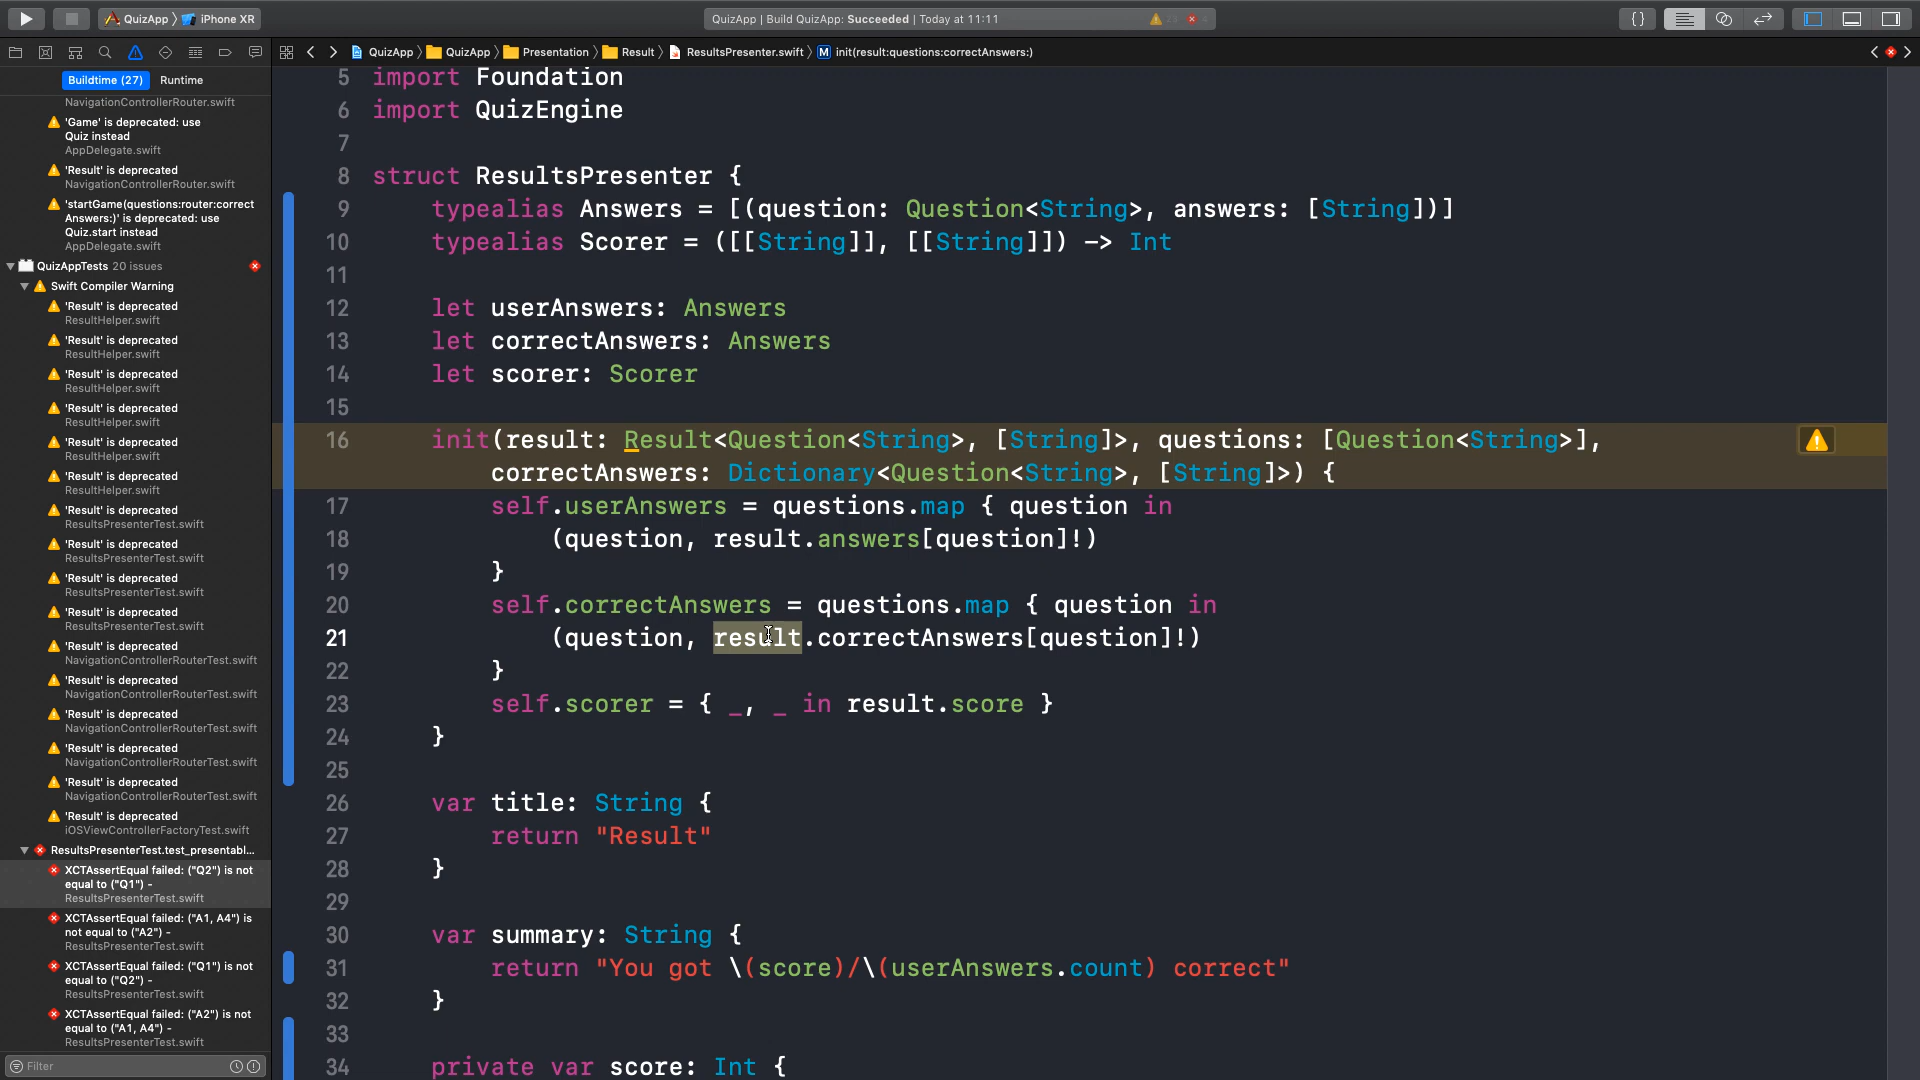 QuizApp
iPhone XR
QuizApp | Build QuizApp: Succeeded | Today at 11:11
QuizApp
QuizApp
Presentation
Result
ResultsPresenter.swift
M
init(result:questions:correctAnswers:)
Buildtime (27)
Runtime
NavigationControllerRouter.swift
'Game' is deprecated: use
Quiz instead
AppDelegate.swift
'Result' is deprecated
NavigationControllerRouter.swift
'startGame(questions:router:correct
Answers:)' is deprecated: use
Quiz.start instead
AppDelegate.swift
QuizAppTests 20 issues
Swift Compiler Warning
'Result' is deprecated
ResultHelper.swift
'Result' is deprecated
ResultHelper.swift
'Result' is deprecated
ResultHelper.swift
'Result' is deprecated
ResultHelper.swift
'Result' is deprecated
ResultHelper.swift
'Result' is deprecated
ResultHelper.swift
'Result' is deprecated
ResultsPresenterTest.swift
'Result' is deprecated
ResultsPresenterTest.swift
'Result' is deprecated
ResultsPresenterTest.swift
'Result' is deprecated
ResultsPresenterTest.swift
'Result' is deprecated
NavigationControllerRouterTest.swift
'Result' is deprecated
NavigationControllerRouterTest.swift
'Result' is deprecated
NavigationControllerRouterTest.swift
'Result' is deprecated
NavigationControllerRouterTest.swift
'Result' is deprecated
NavigationControllerRouterTest.swift
'Result' is deprecated
iOSViewControllerFactoryTest.swift
ResultsPresenterTest.test_presentabl...
XCTAssertEqual failed: ("Q2") is not
equal to ("Q1") -
ResultsPresenterTest.swift
XCTAssertEqual failed: ("A1, A4") is
not equal to ("A2") -
ResultsPresenterTest.swift
XCTAssertEqual failed: ("Q1") is not
equal to ("Q2") -
ResultsPresenterTest.swift
XCTAssertEqual failed: ("A2") is not
equal to ("A1, A4") -
ResultsPresenterTest.swift
Filter
5 import Foundation
6 import QuizEngine
7
8 struct ResultsPresenter {
9 typealias Answers = [(question: Question<String>, answers: [String])]
10 typealias Scorer = ([[String]], [[String]]) -> Int
11
12 let userAnswers: Answers
13 let correctAnswers: Answers
14 let scorer: Scorer
15
16 init(result: Result<Question<String>, [String]>, questions: [Question<String>],
correctAnswers: Dictionary<Question<String>, [String]>) {
17 self.userAnswers = questions.map { question in
18 (question, result.answers[question]!)
19 }
20 self.correctAnswers = questions.map { question in
21 (question, result.correctAnswers[question]!)
22 }
23 self.scorer = { _, _ in result.score }
24 }
25
26 var title: String {
27 return "Result"
28 }
29
30 var summary: String {
31 return "You got \(score)/\(userAnswers.count) correct"
32 }
33
34 private var score: Int {